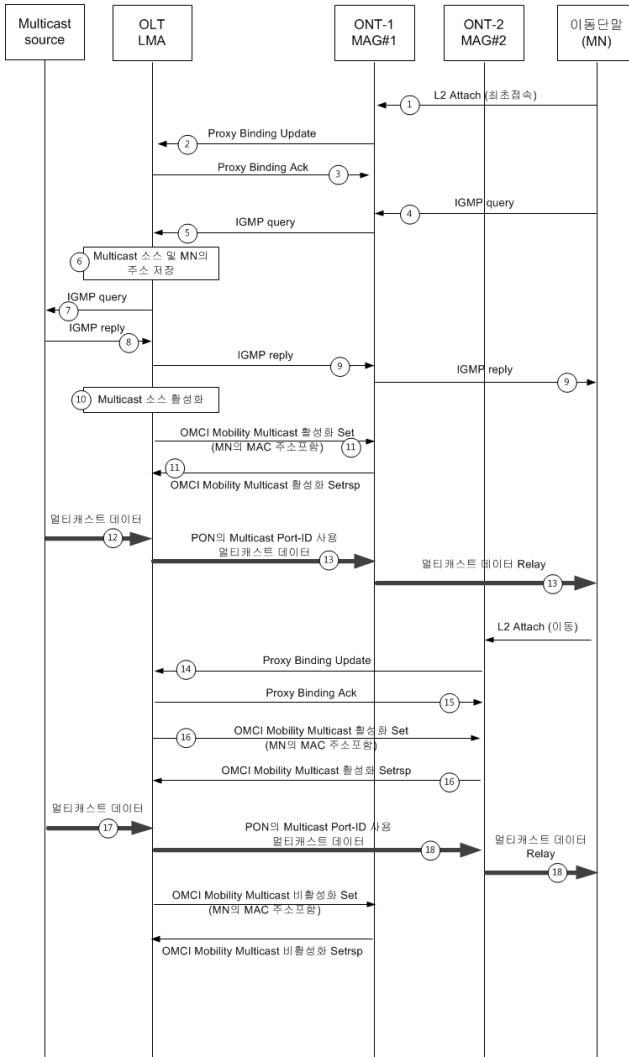 Multicast
source
OLT
LMA
ONT-1
MAG#1
ONT-2
MAG#2
이동단말
(MN)
1
L2 Attach (최초접속)
Proxy Binding Update
2
Proxy Binding Ack
3
IGMP query
4
IGMP query
5
6
Multicast 소스 및 MN의
주소 저장
IGMP query
7
IGMP reply
8
IGMP reply
9
IGMP reply
9
10
Multicast 소스 활성화
OMCI Mobility Multicast 활성화 Set
(MN의 MAC 주소포함)
11
11
OMCI Mobility Multicast 활성화 Setrsp
멀티캐스트 데이터
12
PON의 Multicast Port-ID 사용
멀티캐스트 데이터
13
멀티캐스트 데이터 Relay
13
L2 Attach (이동)
Proxy Binding Update
14
Proxy Binding Ack
15
16
OMCI Mobility Multicast 활성화 Set
(MN의 MAC 주소포함)
OMCI Mobility Multicast 활성화 Setrsp
16
멀티캐스트 데이터
17
PON의 Multicast Port-ID 사용
멀티캐스트 데이터
18
멀티캐스트 데이터
Relay
18
OMCI Mobility Multicast 비활성화 Set
(MN의 MAC 주소포함)
OMCI Mobility Multicast 비활성화 Setrsp